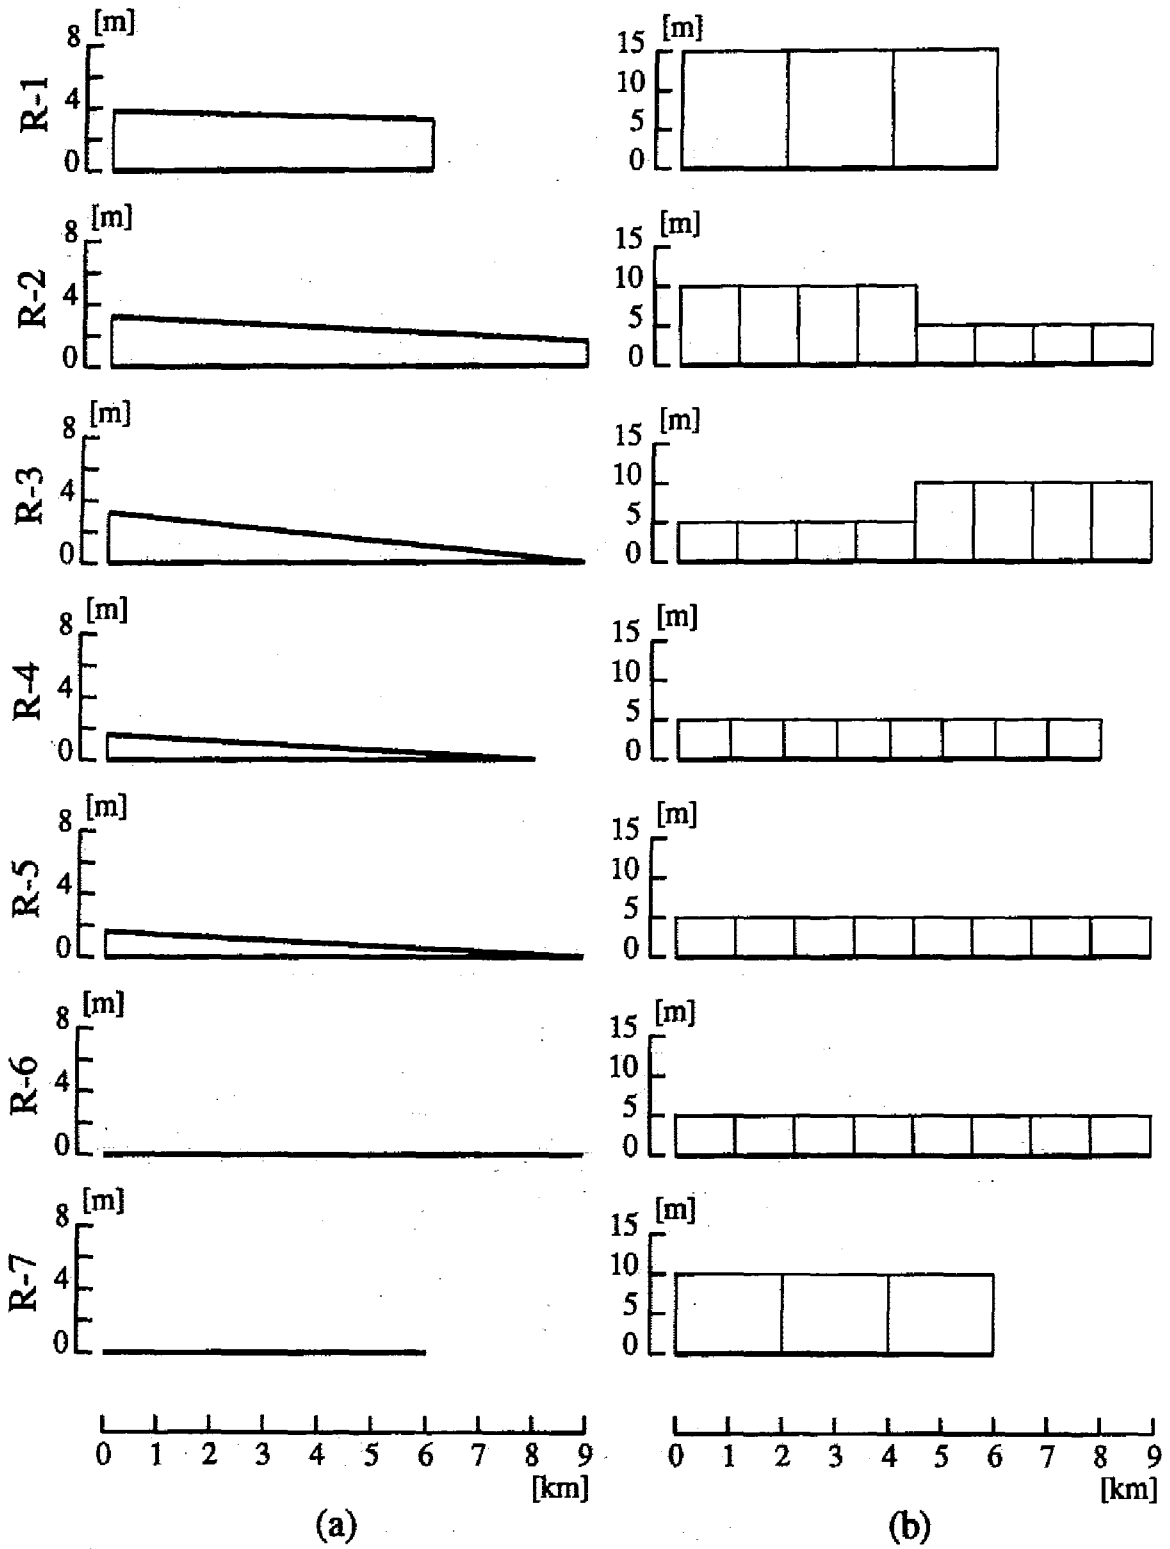 R-1 [m] 8 4 0 [m] 15 10 5 0
R-2 [m] 8 4 0 [m] 15 10 5 0
R-3 [m] 8 4 0 [m] 15 10 5 0
R-4 [m] 8 4 0 [m] 15 10 5 0
R-5 [m] 8 4 0 [m] 15 10 5 0
R-6 [m] 8 4 0 [m] 15 10 5 0
R-7 [m] 8 4 0 [m] 15 10 5 0
0 1 2 3 4 5 6 7 8 9 0 1 2 3 4 5 6 7 8 9
[km] [km]
(a) (b)